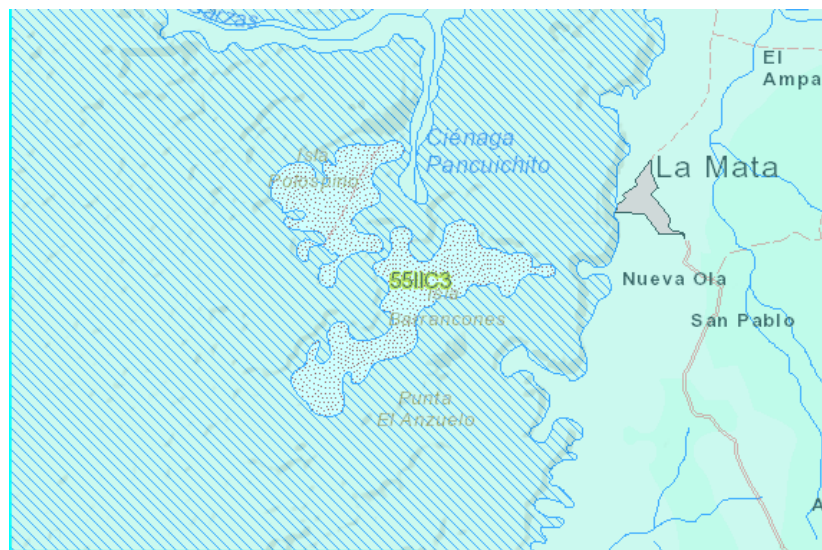 Ciénaga
Pancuichito
El
Ampa
La Mata
Isla
55IIC3
Isla
Barrancones
Nueva Ola
San Pablo
Punta
El Anzuelo
A